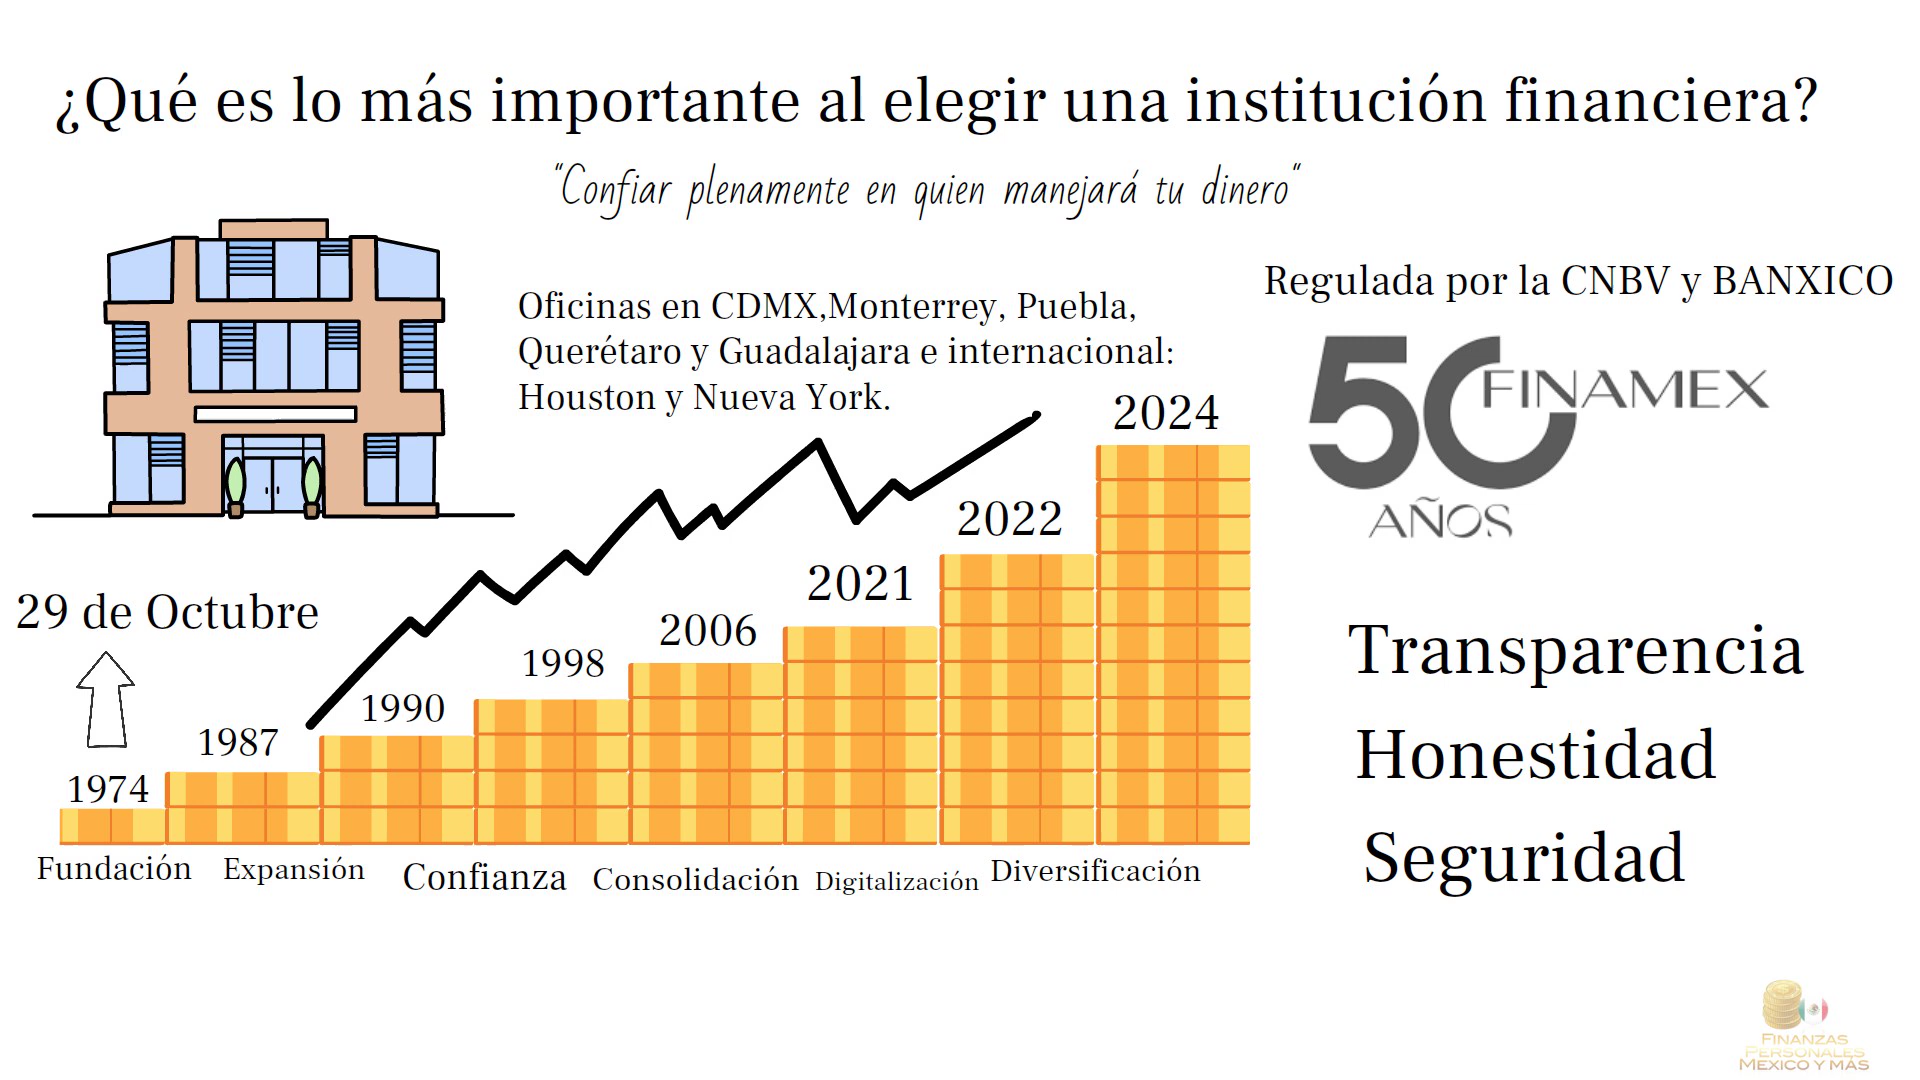 ¿Qué es lo más importante al elegir una institución financiera?
"Confiar plenamente en quien manejará tu dinero"
Oficinas en CDMX,Monterrey, Puebla,
Querétaro y Guadalajara e internacional:
Houston y Nueva York.
Regulada por la CNBV y BANXICO
50 FINAMEX
AÑOS
29 de Octubre
1974
1987
1990
1998
2006
2021
2022
2024
Fundación
Expansión
Confianza
Consolidación
Digitalización
Diversificación
Transparencia
Honestidad
Seguridad
FINANZAS
PERSONALES
MEXICO Y MÁS